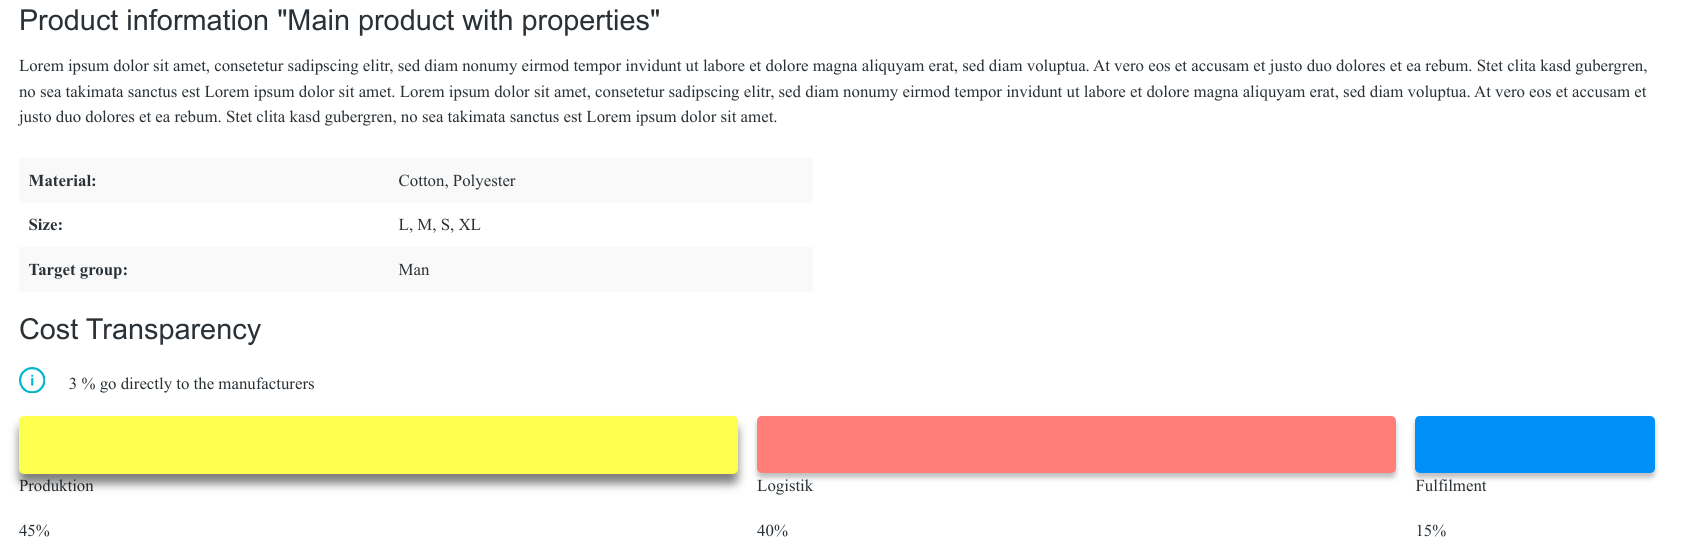 Product information "Main product with properties"
Lorem ipsum dolor sit amet, consetetur sadipscing elitr, sed diam nonumy eirmod tempor invidunt ut labore et dolore magna aliquyam erat, sed diam voluptua. At vero eos et accusam et justo duo dolores et ea rebum. Stet clita kasd gubergren,
no sea takimata sanctus est Lorem ipsum dolor sit amet. Lorem ipsum dolor sit amet, consetetur sadipscing elitr, sed diam nonumy eirmod tempor invidunt ut labore et dolore magna aliquyam erat, sed diam voluptua. At vero eos et accusam et
justo duo dolores et ea rebum. Stet clita kasd gubergren, no sea takimata sanctus est Lorem ipsum dolor sit amet.
Material: Cotton, Polyester
Size: L, M, S, XL
Target group: Man
Cost Transparency
3 % go directly to the manufacturers
Produktion Logistik Fulfilment
45% 40% 15%